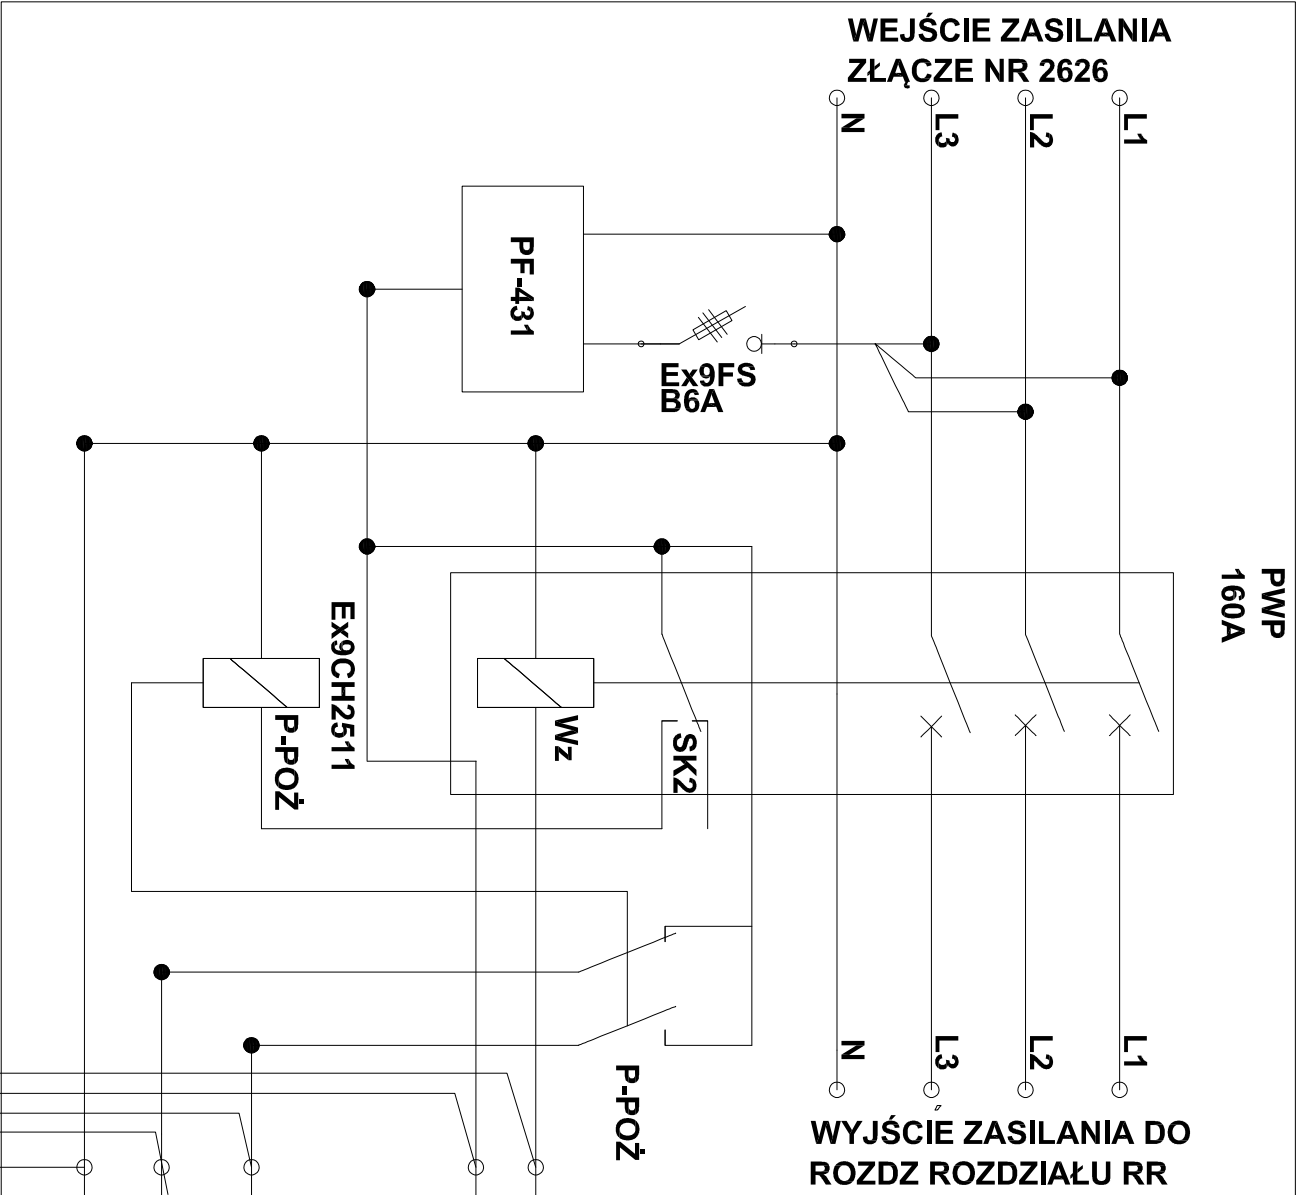 WEJŚCIE ZASILANIA
ZŁĄCZE NR 2626
N
L3
L2
L1
PF-431
Ex9FS
B6A
PWP
160A
Ex9CH2511
P-POŻ
Wz
SK2
N
L3
L2
L1
P-POŻ
WYJŚCIE ZASILANIA DO
ROZDZ ROZDZIAŁU RR